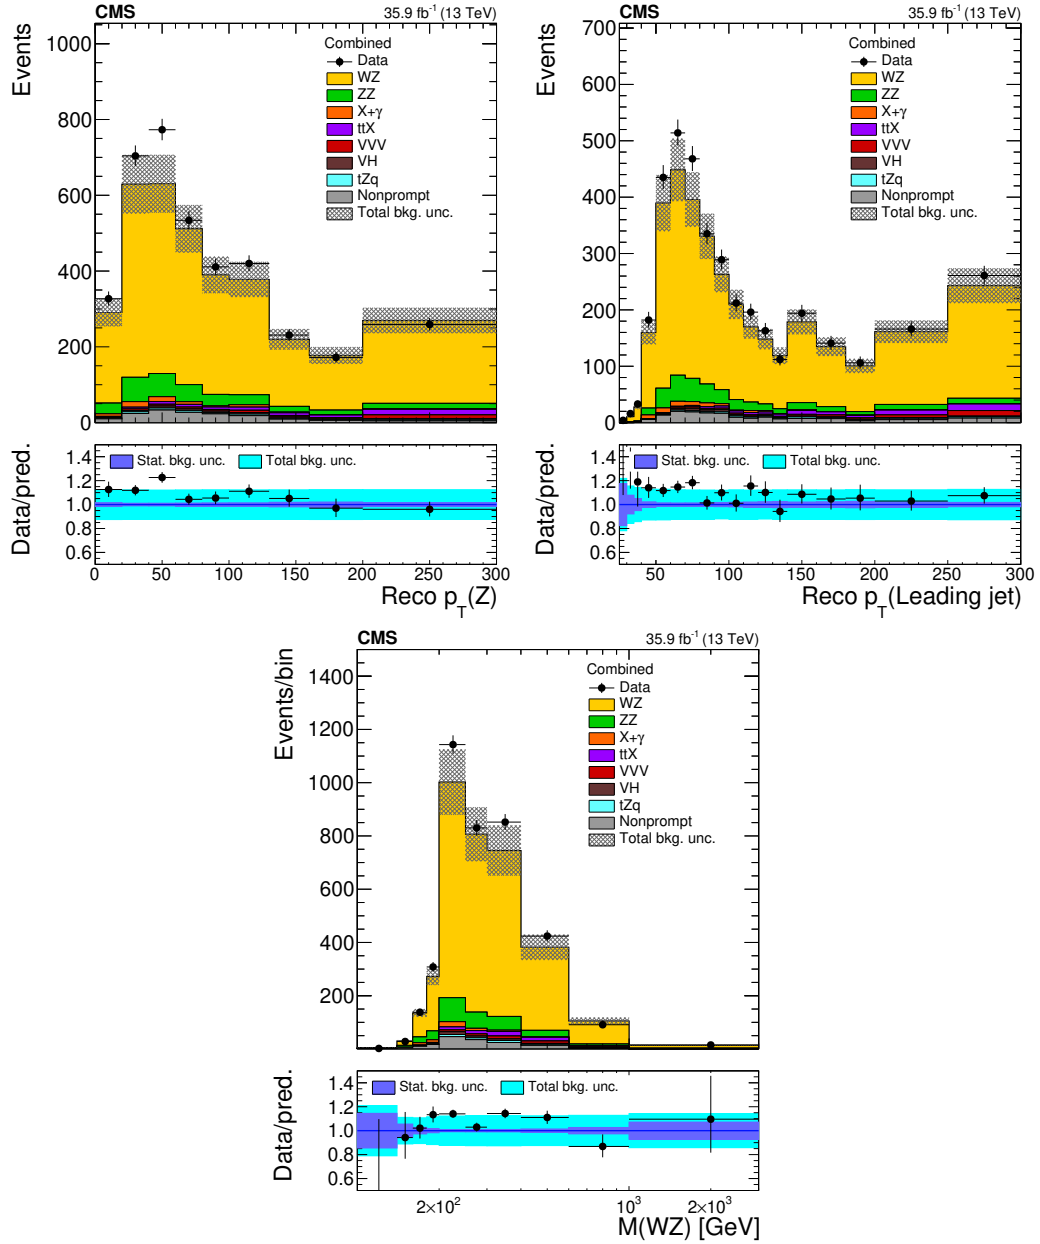 CMS 35.9 fb⁻¹ (13 TeV)
Events
1000
800
600
400
200
0
Combined
Data
WZ
ZZ
X+γ
ttX
VVV
VH
tZq
Nonprompt
Total bkg. unc.
Data/pred.
1.4
1.2
1.0
0.8
0.6
Stat. bkg. unc. Total bkg. unc.
0 50 100 150 200 250 300
Reco p_T(Z)
CMS 35.9 fb⁻¹ (13 TeV)
Events
700
600
500
400
300
200
100
0
Combined
Data
WZ
ZZ
X+γ
ttX
VVV
VH
tZq
Nonprompt
Total bkg. unc.
Data/pred.
1.4
1.2
1.0
0.8
0.6
Stat. bkg. unc. Total bkg. unc.
50 100 150 200 250 300
Reco p_T(Leading jet)
CMS 35.9 fb⁻¹ (13 TeV)
Events/bin
1400
1200
1000
800
600
400
200
Combined
Data
WZ
ZZ
X+γ
ttX
VVV
VH
tZq
Nonprompt
Total bkg. unc.
Data/pred.
1.4
1.2
1.0
0.8
0.6
Stat. bkg. unc. Total bkg. unc.
2×10² 10³ 2×10³
M(WZ) [GeV]